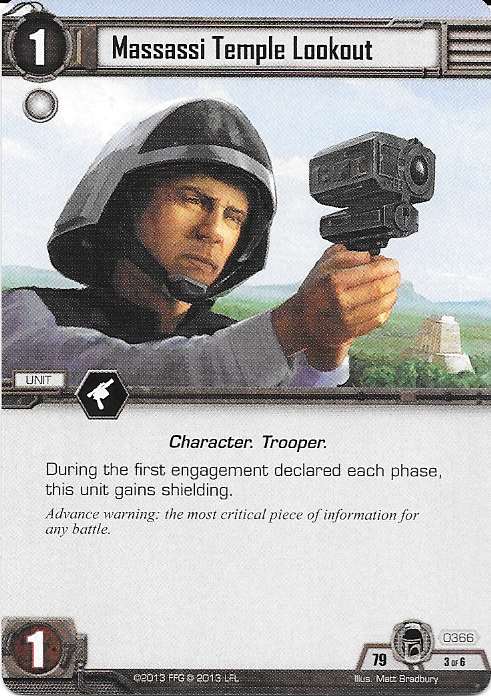 1
Massassi Temple Lookout
UNIT
Character. Trooper.
During the first engagement declared each phase,
this unit gains shielding.
Advance warning: the most critical piece of information for
any battle.
1
79
0366
3 OF 6
©2013 FFG © 2013 LFL
Illus. Matt Bradbury